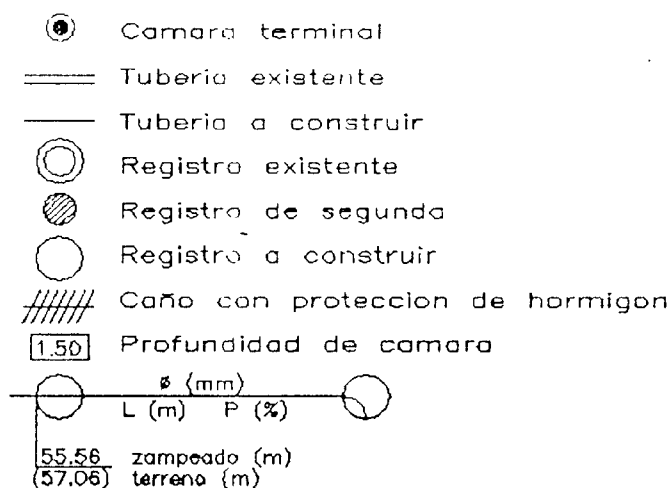 Camara terminal
Tuberia existente
Tuberia a construir
Registro existente
Registro de segunda
Registro a construir
Caño con proteccion de hormigon
1.50 Profundidad de camara
ø (mm)
L (m) P (%)
55.56 zampeado (m)
(57.06) terreno (m)